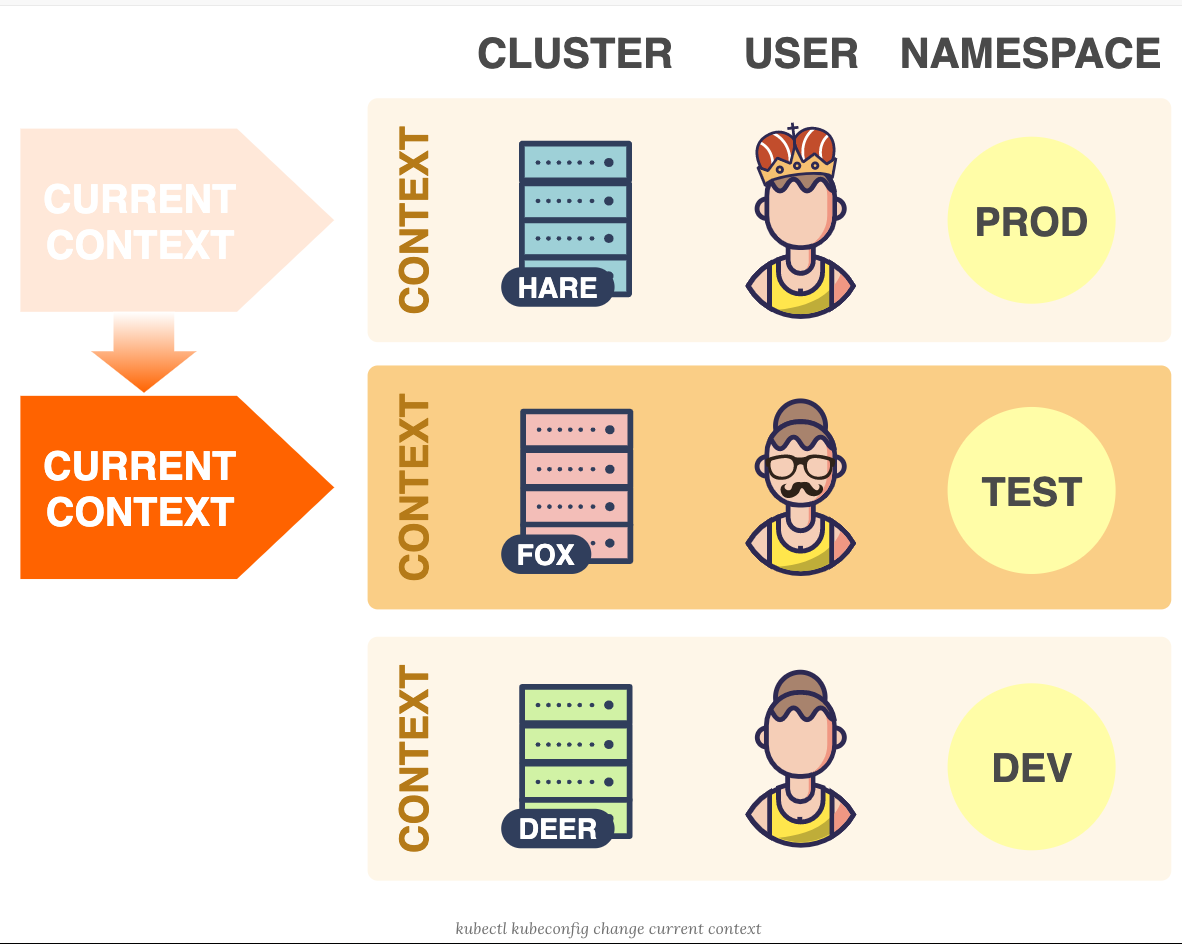 CLUSTER USER NAMESPACE
CURRENT
CONTEXT
CONTEXT
HARE
PROD
CURRENT
CONTEXT
CONTEXT
FOX
TEST
CONTEXT
DEER
DEV
kubectl kubeconfig change current context